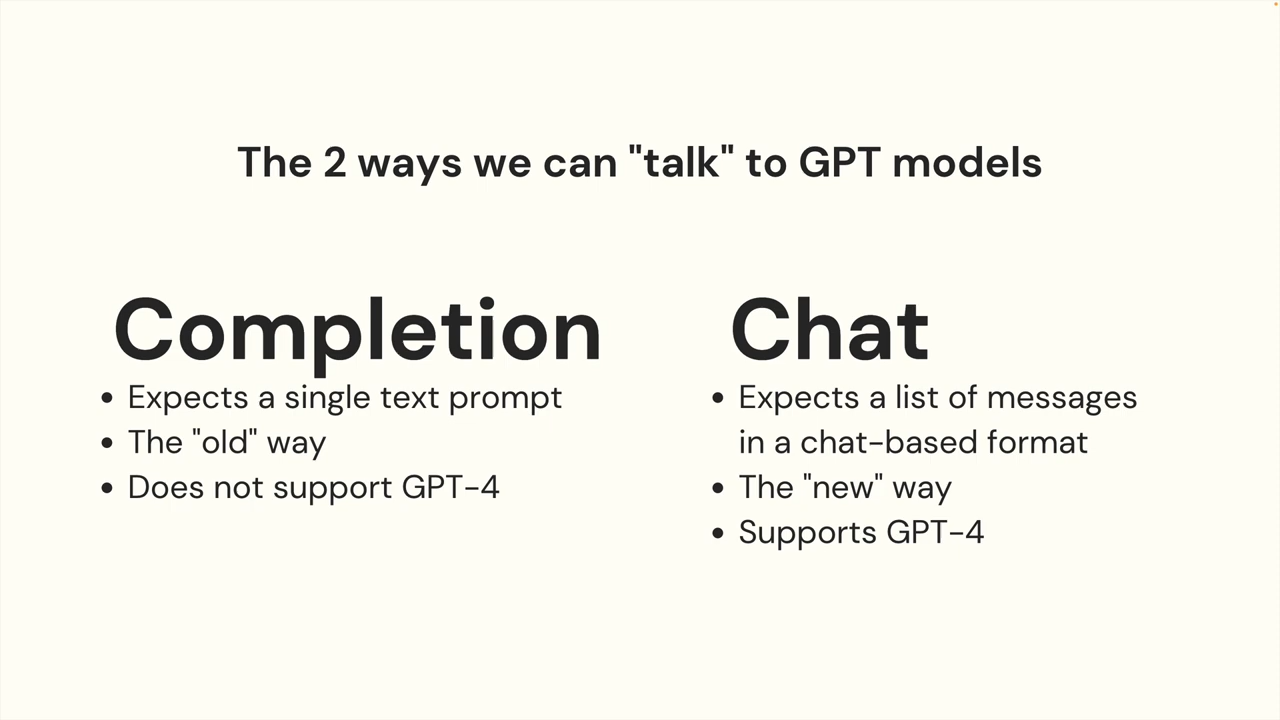 The 2 ways we can "talk" to GPT models
Completion
• Expects a single text prompt
• The "old" way
• Does not support GPT-4
Chat
• Expects a list of messages
in a chat-based format
• The "new" way
• Supports GPT-4